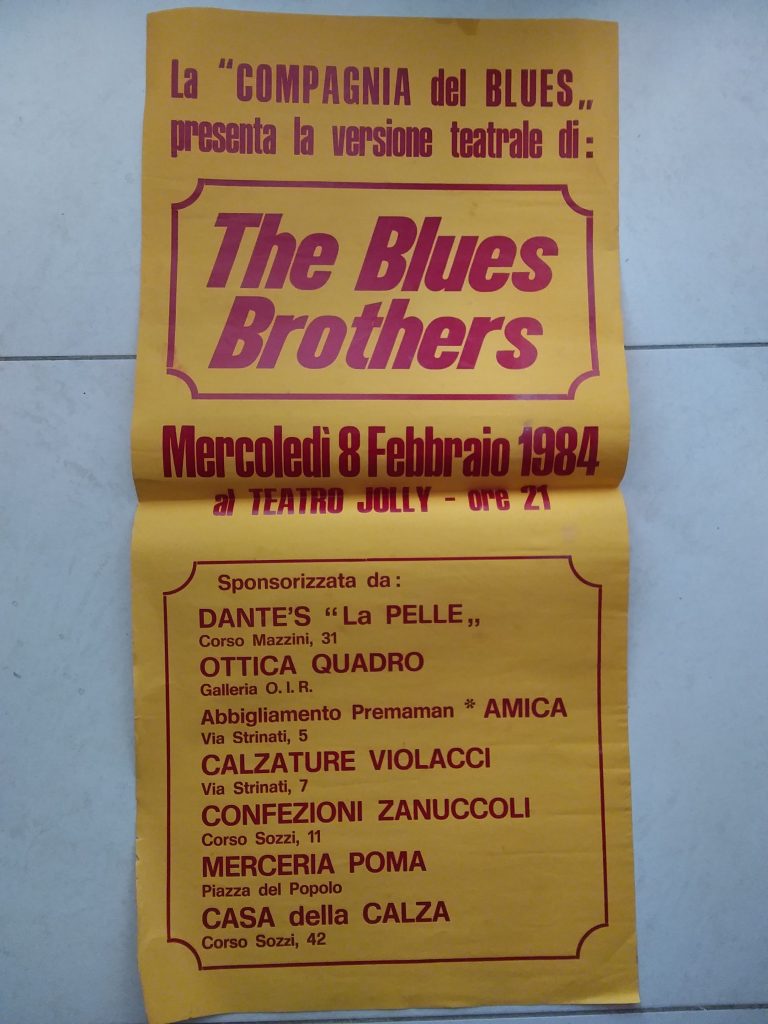 La "COMPAGNIA del BLUES„
presenta la versione teatrale di:
The Blues
Brothers
Mercoledì 8 Febbraio 1984
al TEATRO JOLLY - ore 21
Sponsorizzata da:
DANTE'S "La PELLE„
Corso Mazzini, 31
OTTICA QUADRO
Galleria O.I.R.
Abbigliamento Premaman * AMICA
Via Strinati, 5
CALZATURE VIOLACCI
Via Strinati, 7
CONFEZIONI ZANUCCOLI
Corso Sozzi, 11
MERCERIA POMA
Piazza del Popolo
CASA della CALZA
Corso Sozzi, 42